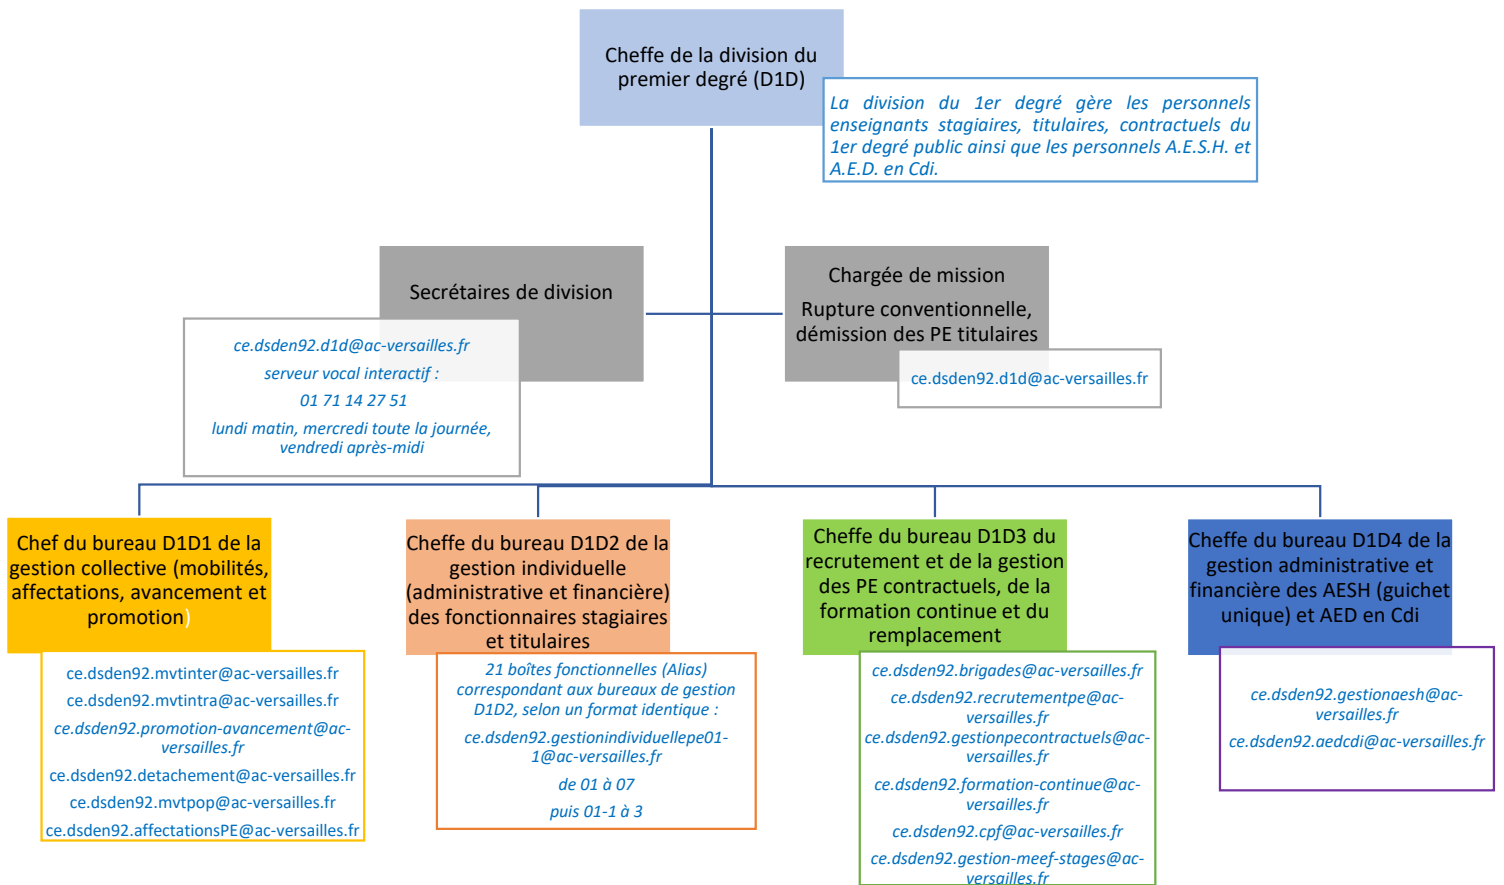 Cheffe de la division du
premier degré (D1D)
La division du 1er degré gère les personnels
enseignants stagiaires, titulaires, contractuels du
1er degré public ainsi que les personnels A.E.S.H. et
A.E.D. en Cdi.
Secrétaires de division
ce.dsden92.d1d@ac-versailles.fr
serveur vocal interactif :
01 71 14 27 51
lundi matin, mercredi toute la journée,
vendredi après-midi
Chargée de mission
Rupture conventionnelle,
démission des PE titulaires
ce.dsden92.d1d@ac-versailles.fr
Chef du bureau D1D1 de la
gestion collective (mobilités,
affectations, avancement et
promotion)
ce.dsden92.mvtinter@ac-versailles.fr
ce.dsden92.mvtintra@ac-versailles.fr
ce.dsden92.promotion-avancement@ac-
versailles.fr
ce.dsden92.detachement@ac-versailles.fr
ce.dsden92.mvtpop@ac-versailles.fr
ce.dsden92.affectationsPE@ac-versailles.fr
Cheffe du bureau D1D2 de la
gestion individuelle
(administrative et financière)
des fonctionnaires stagiaires
et titulaires
21 boîtes fonctionnelles (Alias)
correspondant aux bureaux de gestion
D1D2, selon un format identique :
ce.dsden92.gestionindividuellepe01-
1@ac-versailles.fr
de 01 à 07
puis 01-1 à 3
Cheffe du bureau D1D3 du
recrutement et de la gestion
des PE contractuels, de la
formation continue et du
remplacement
ce.dsden92.brigades@ac-versailles.fr
ce.dsden92.recrutementpe@ac-
versailles.fr
ce.dsden92.gestionpecontractuels@ac-
versailles.fr
ce.dsden92.formation-continue@ac-
versailles.fr
ce.dsden92.cpf@ac-versailles.fr
ce.dsden92.gestion-meef-stages@ac-
versailles.fr
Cheffe du bureau D1D4 de la
gestion administrative et
financière des AESH (guichet
unique) et AED en Cdi
ce.dsden92.gestionaesh@ac-
versailles.fr
ce.dsden92.aedcdi@ac-versailles.fr